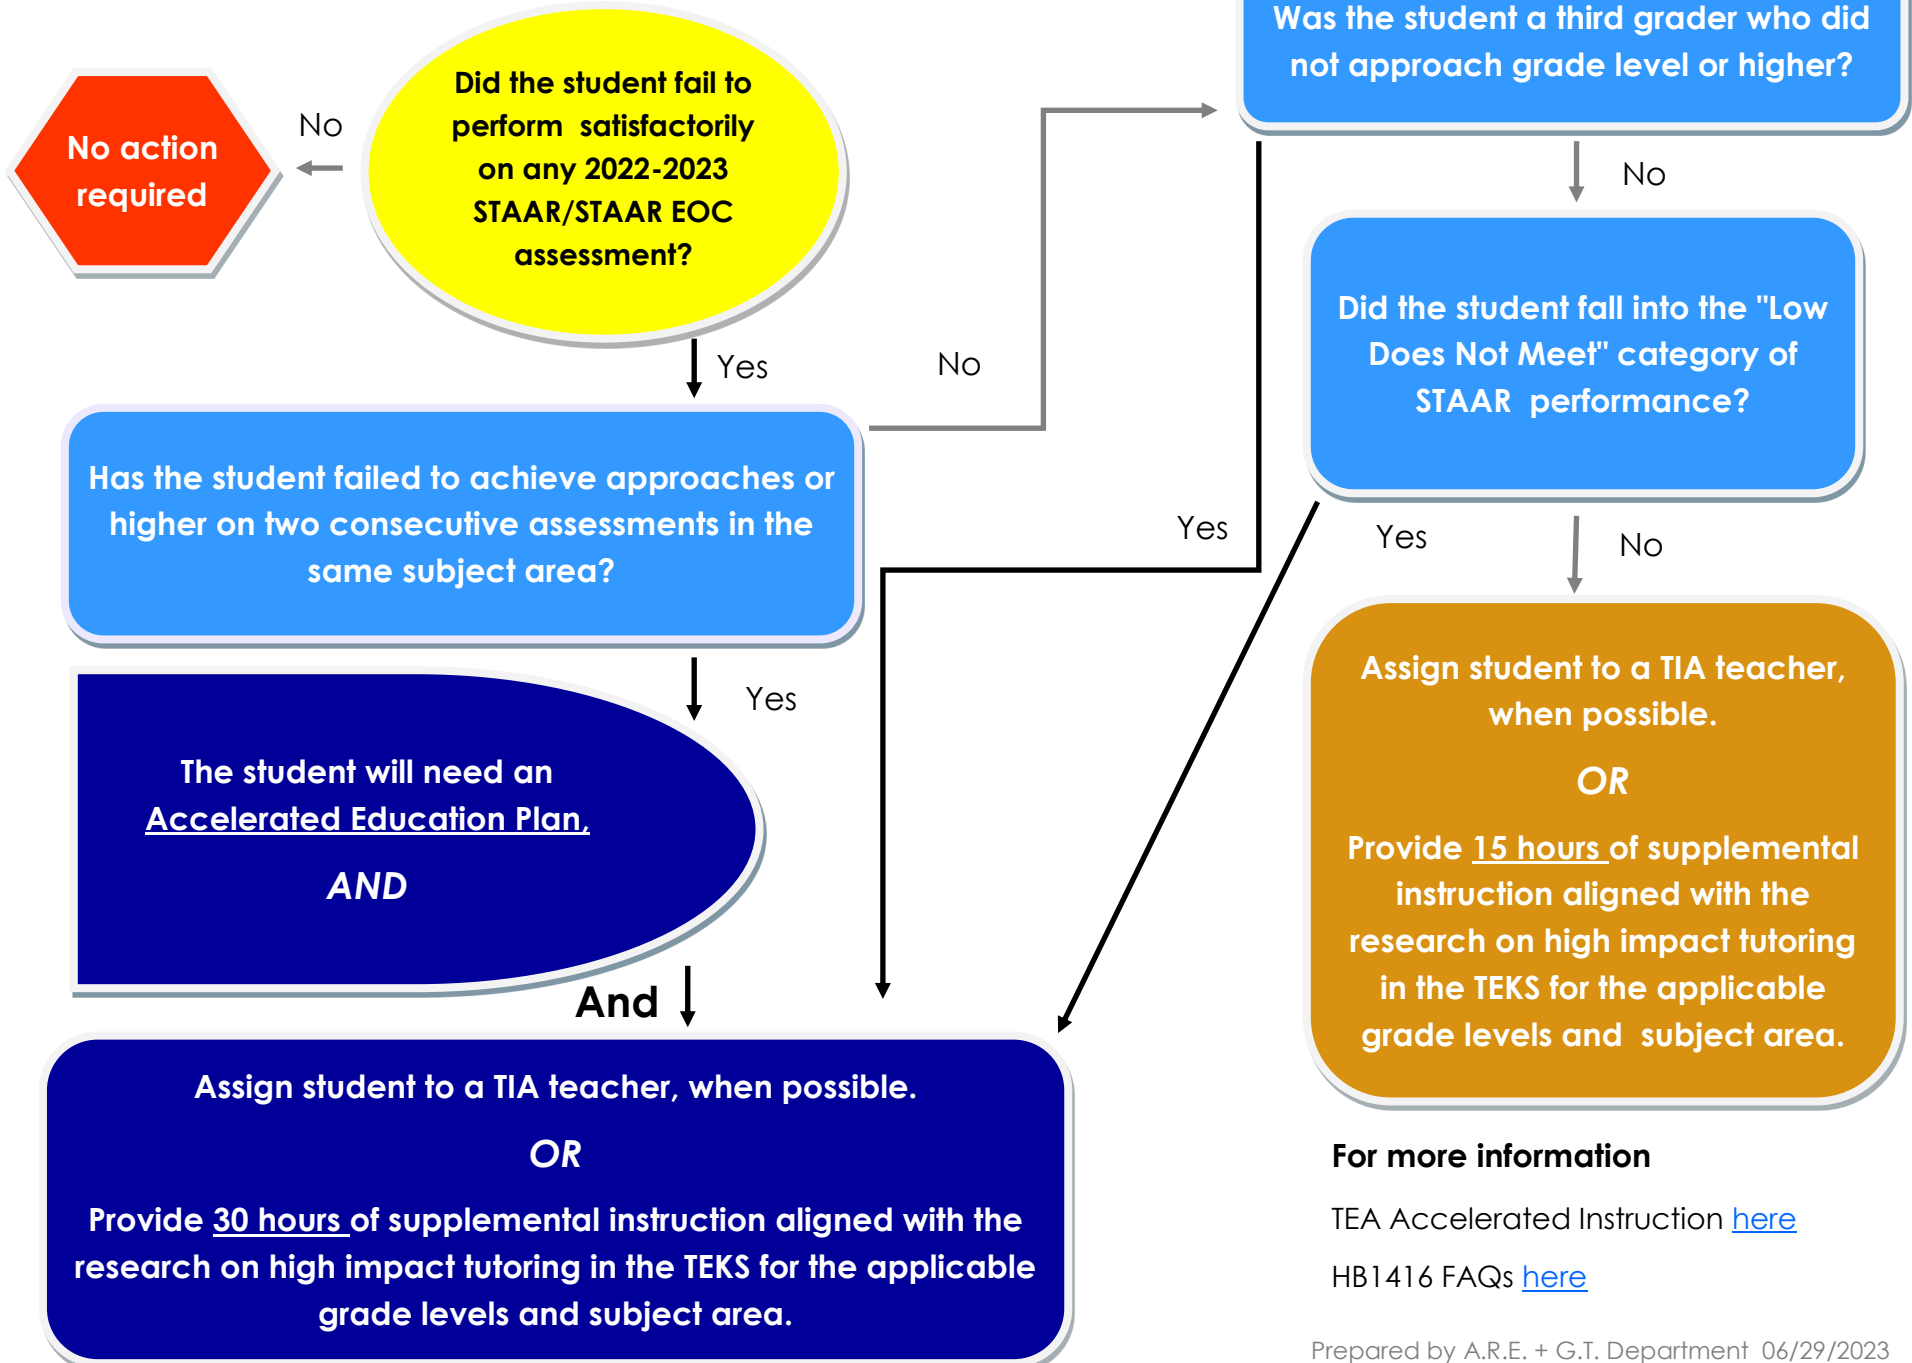 Was the student a third grader who did
not approach grade level or higher?
Did the student fail to
perform satisfactorily
on any 2022-2023
STAAR/STAAR EOC
assessment?
No
No action
required
No
Did the student fall into the "Low
Does Not Meet" category of
STAAR performance?
Yes
No
Has the student failed to achieve approaches or
higher on two consecutive assessments in the
same subject area?
Yes
Yes
No
Yes
The student will need an
Accelerated Education Plan,
AND
Assign student to a TIA teacher,
when possible.
OR
Provide 15 hours of supplemental
instruction aligned with the
research on high impact tutoring
in the TEKS for the applicable
grade levels and subject area.
And
Assign student to a TIA teacher, when possible.
OR
Provide 30 hours of supplemental instruction aligned with the
research on high impact tutoring in the TEKS for the applicable
grade levels and subject area.
For more information
TEA Accelerated Instruction here
HB1416 FAQs here
Prepared by A.R.E. + G.T. Department 06/29/2023